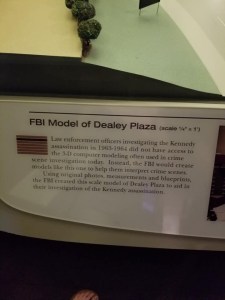 FBI Model of Dealey Plaza (scale ¼" x 1')
Law enforcement officers investigating the Kennedy
assassination in 1963-1964 did not have access to
the 3-D computer modeling often used in crime
scene investigation today. Instead, the FBI would create
models like this one to help them interpret crime scenes.
Using original photos, measurements and blueprints,
the FBI created this scale model of Dealey Plaza to aid in
their investigation of the Kennedy assassination.